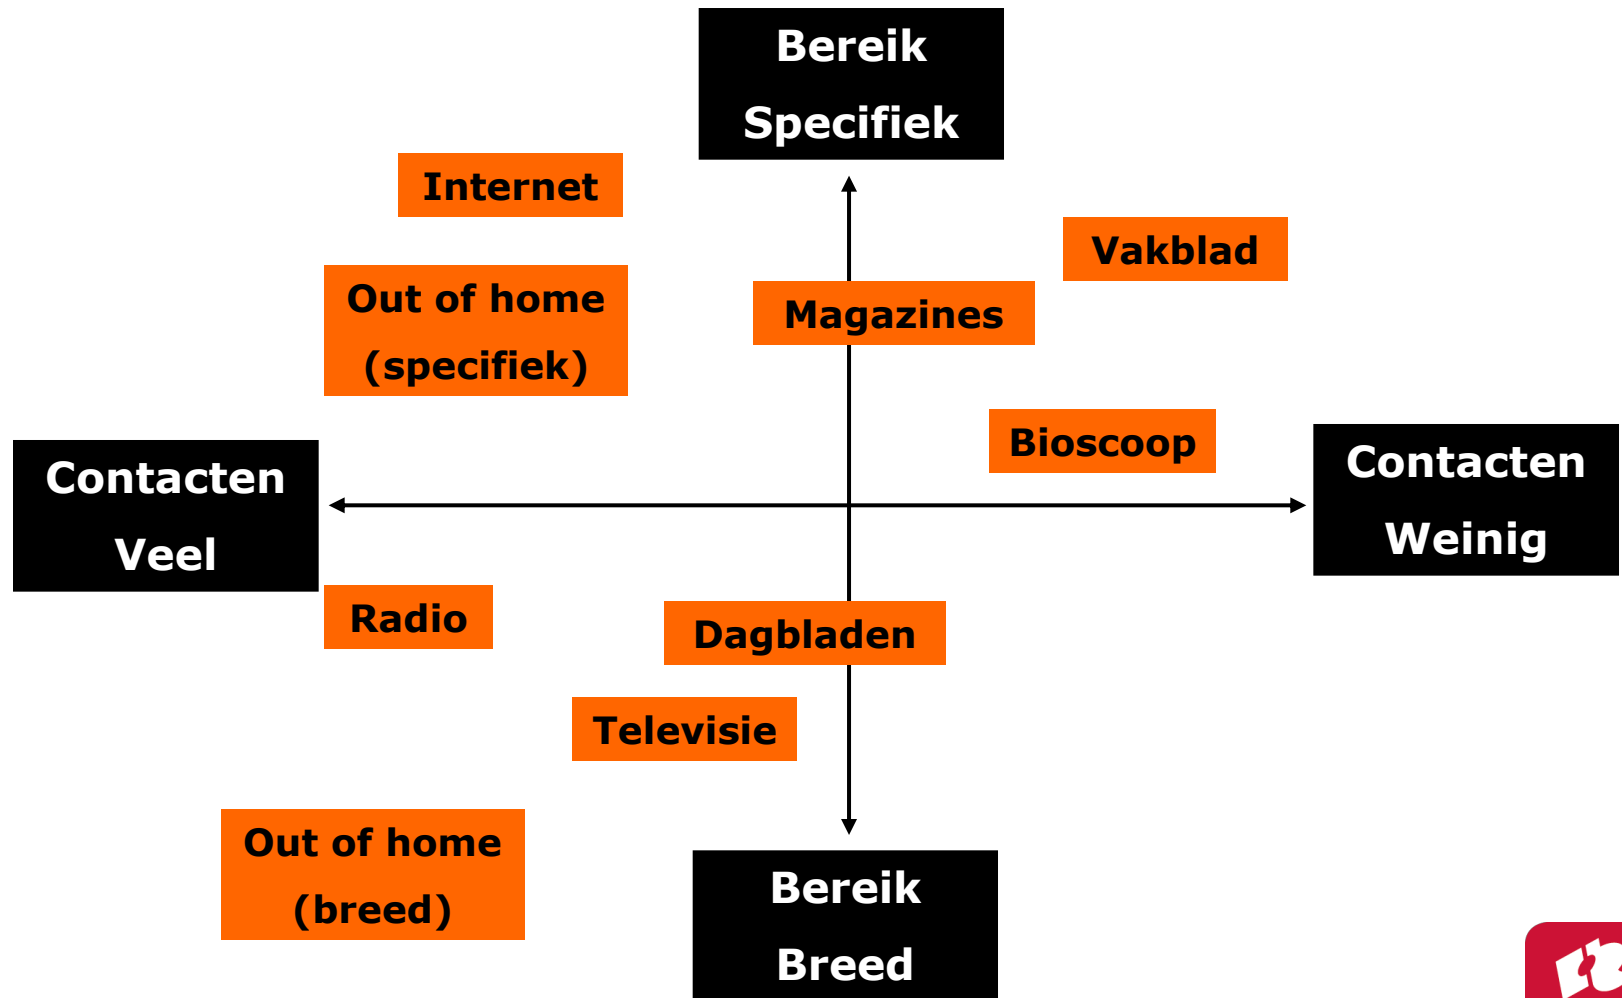 Bereik
Specifiek
Internet
Vakblad
Out of home
(specifiek)
Magazines
Bioscoop
Contacten
Veel
Contacten
Weinig
Radio
Dagbladen
Televisie
Out of home
(breed)
Bereik
Breed